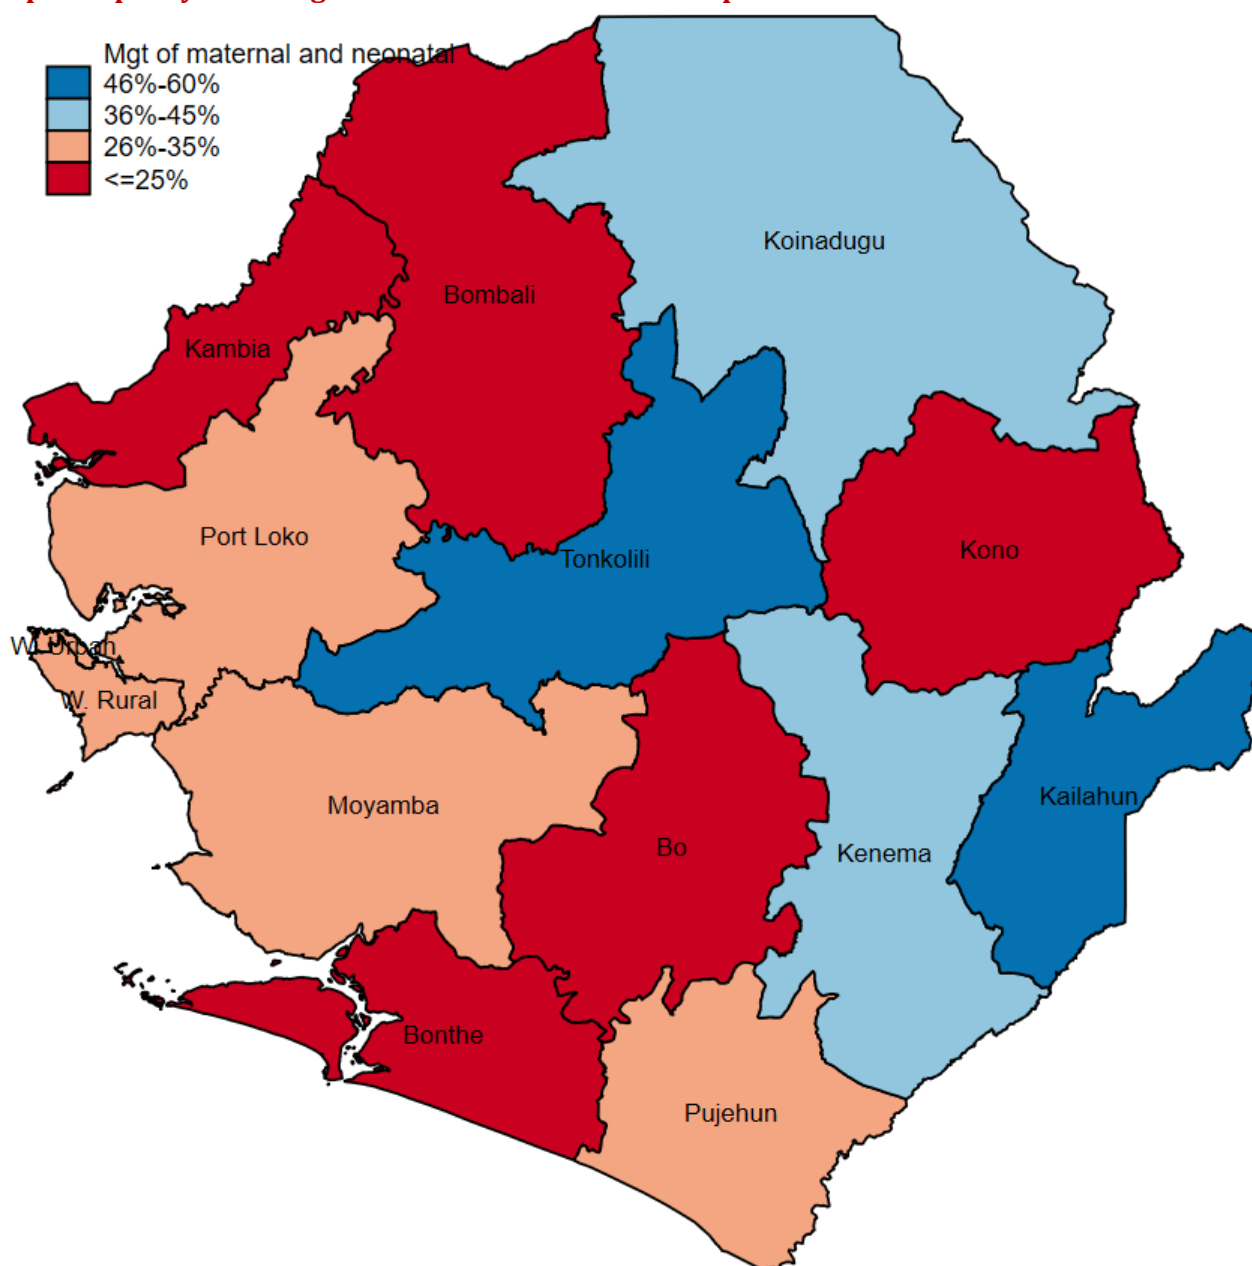 Mgt of maternal and neonatal
46%-60%
36%-45%
26%-35%
<=25%
Koinadugu
Bombali
Kambia
Port Loko
Tonkolili
Kono
W. Urban
W. Rural
Kailahun
Moyamba
Bo
Kenema
Bonthe
Pujehun